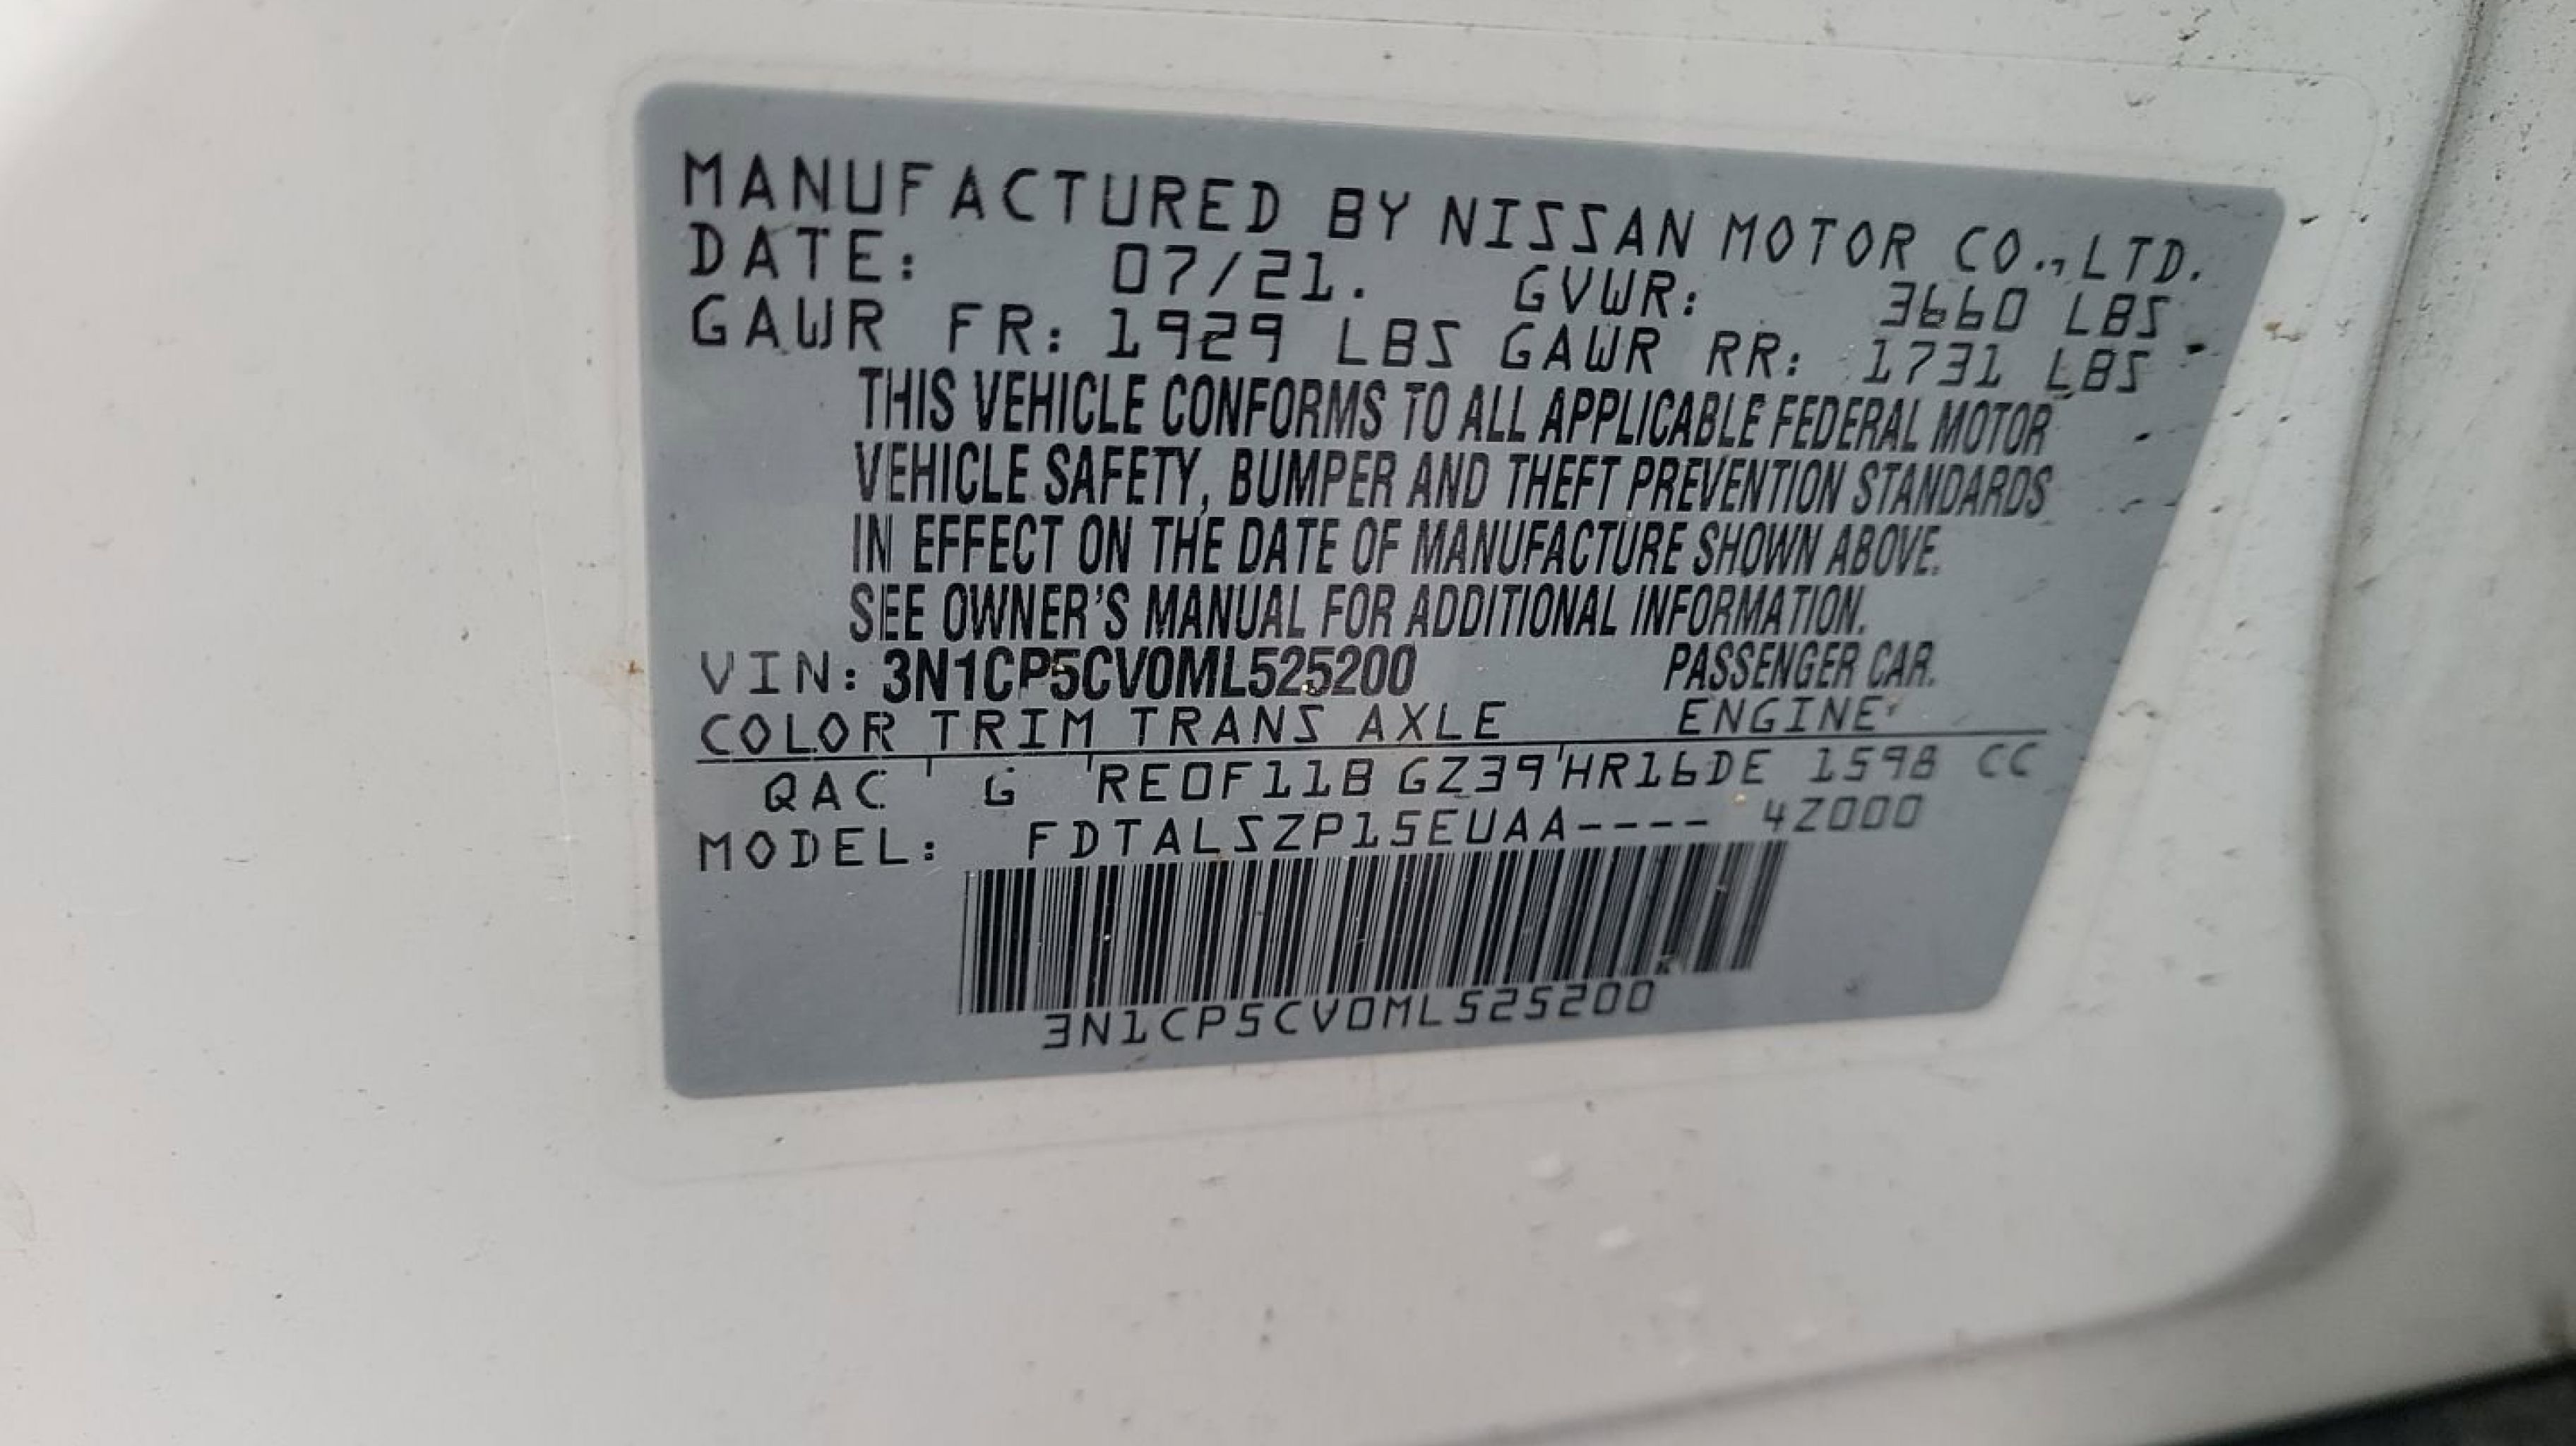 MANUFACTURED BY NISSAN MOTOR CO.,LTD.
DATE: 07/21. GVWR: 3660 LBS
GAWR FR: 1929 LBS GAWR RR: 1731 LBS
THIS VEHICLE CONFORMS TO ALL APPLICABLE FEDERAL MOTOR
VEHICLE SAFETY, BUMPER AND THEFT PREVENTION STANDARDS
IN EFFECT ON THE DATE OF MANUFACTURE SHOWN ABOVE.
SEE OWNER'S MANUAL FOR ADDITIONAL INFORMATION.
VIN: 3N1CP5CV0ML525200 PASSENGER CAR.
COLOR TRIM TRANS AXLE ENGINE
QAC G RE0F11B GZ39 HR16DE 1598 CC
MODEL: FDTALSZP15EUAA---- 4Z000
3N1CP5CV0ML525200